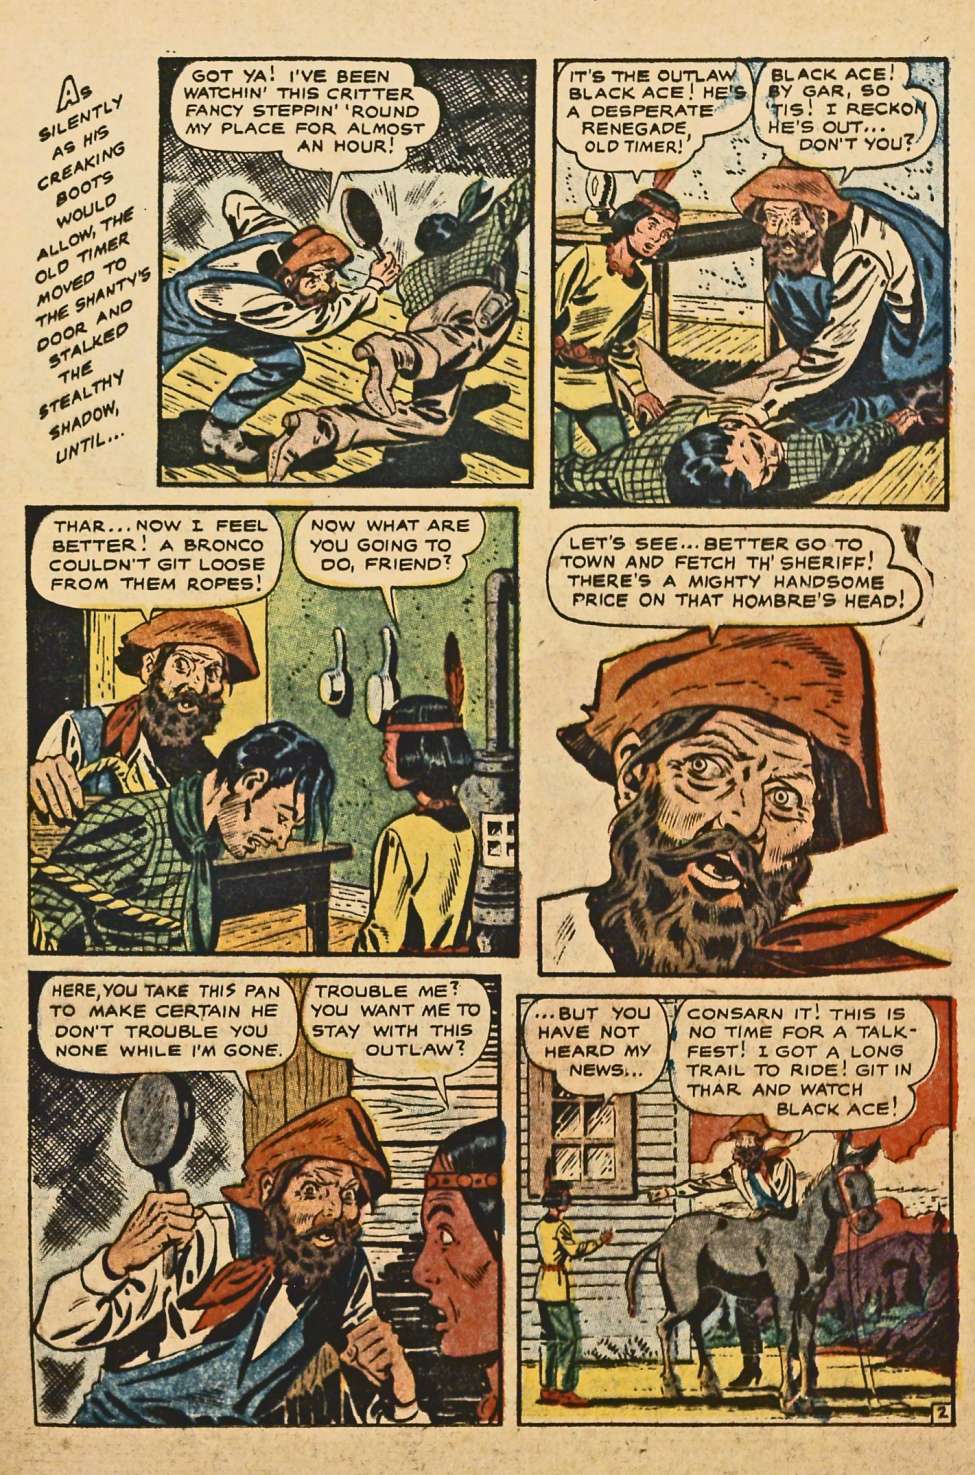 AS
SILENTLY
AS HIS
CREAKING
BOOTS
WOULD
ALLOW, THE
OLD TIMER
MOVED TO
THE SHANTY'S
DOOR AND
STALKED
THE
STEALTHY
SHADOW,
UNTIL...
GOT YA! I'VE BEEN
WATCHIN' THIS CRITTER
FANCY STEPPIN' 'ROUND
MY PLACE FOR ALMOST
AN HOUR!
IT'S THE OUTLAW
BLACK ACE! HE'S
A DESPERATE
RENEGADE,
OLD TIMER!
BLACK ACE!
BY GAR, SO
'TIS! I RECKON
HE'S OUT...
DON'T YOU?
THAR...NOW I FEEL
BETTER! A BRONCO
COULDN'T GIT LOOSE
FROM THEM ROPES!
NOW WHAT ARE
YOU GOING TO
DO, FRIEND?
LET'S SEE...BETTER GO TO
TOWN AND FETCH TH' SHERIFF!
THERE'S A MIGHTY HANDSOME
PRICE ON THAT HOMBRE'S HEAD!
HERE, YOU TAKE THIS PAN
TO MAKE CERTAIN HE
DON'T TROUBLE YOU
NONE WHILE I'M GONE.
TROUBLE ME?
YOU WANT ME TO
STAY WITH THIS
OUTLAW?
...BUT YOU
HAVE NOT
HEARD MY
NEWS...
CONSARN IT! THIS IS
NO TIME FOR A TALK-
FEST! I GOT A LONG
TRAIL TO RIDE! GIT IN
THAR AND WATCH
BLACK ACE!
2